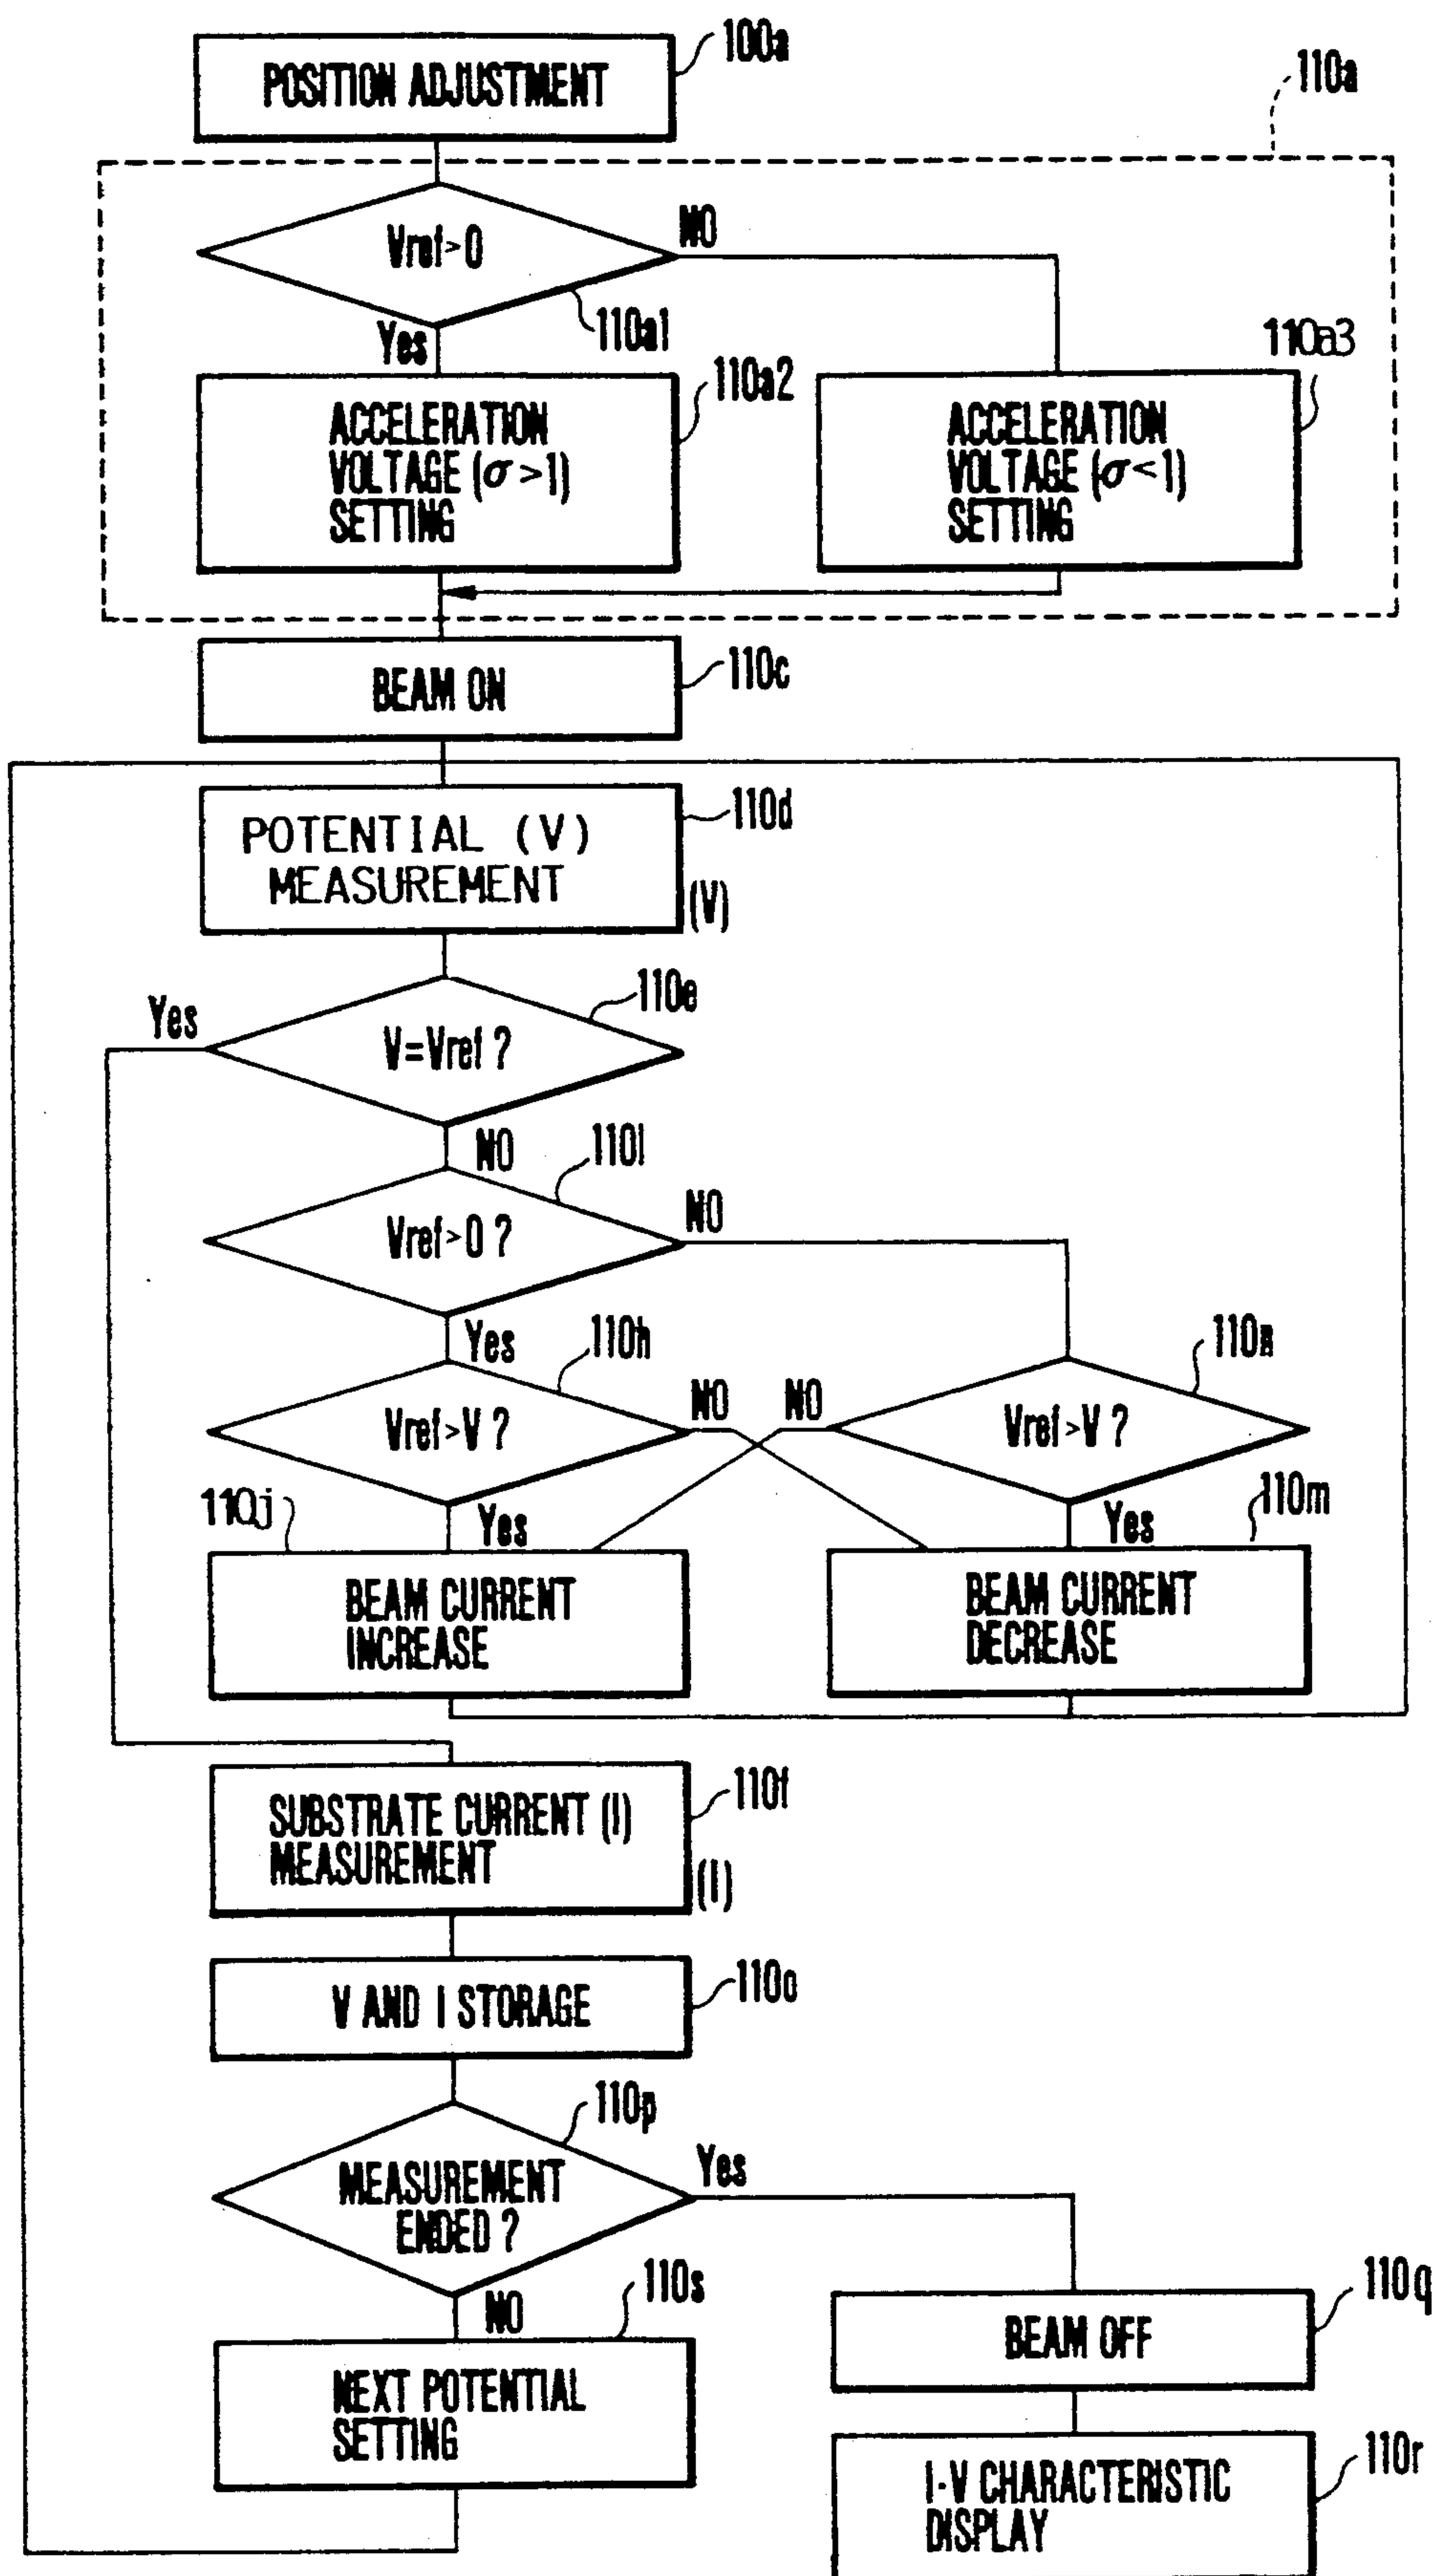 100a
POSITION ADJUSTMENT
110a
Vref>0
NO
110a1
Yes
110a2
110a3
ACCELERATION
VOLTAGE (σ>1)
SETTING
ACCELERATION
VOLTAGE (σ<1)
SETTING
BEAM ON
110c
110d
POTENTIAL (V)
MEASUREMENT
(V)
110e
Yes
V=Vref ?
NO
110l
Vref>0 ?
NO
Yes
110h
110n
Vref>V ?
NO
NO
Vref>V ?
110j
Yes
Yes
110m
BEAM CURRENT
INCREASE
BEAM CURRENT
DECREASE
110f
SUBSTRATE CURRENT (I)
MEASUREMENT
(I)
V AND I STORAGE
110o
110p
Yes
MEASUREMENT
ENDED ?
NO
110s
110q
BEAM OFF
NEXT POTENTIAL
SETTING
110r
I-V CHARACTERISTIC
DISPLAY